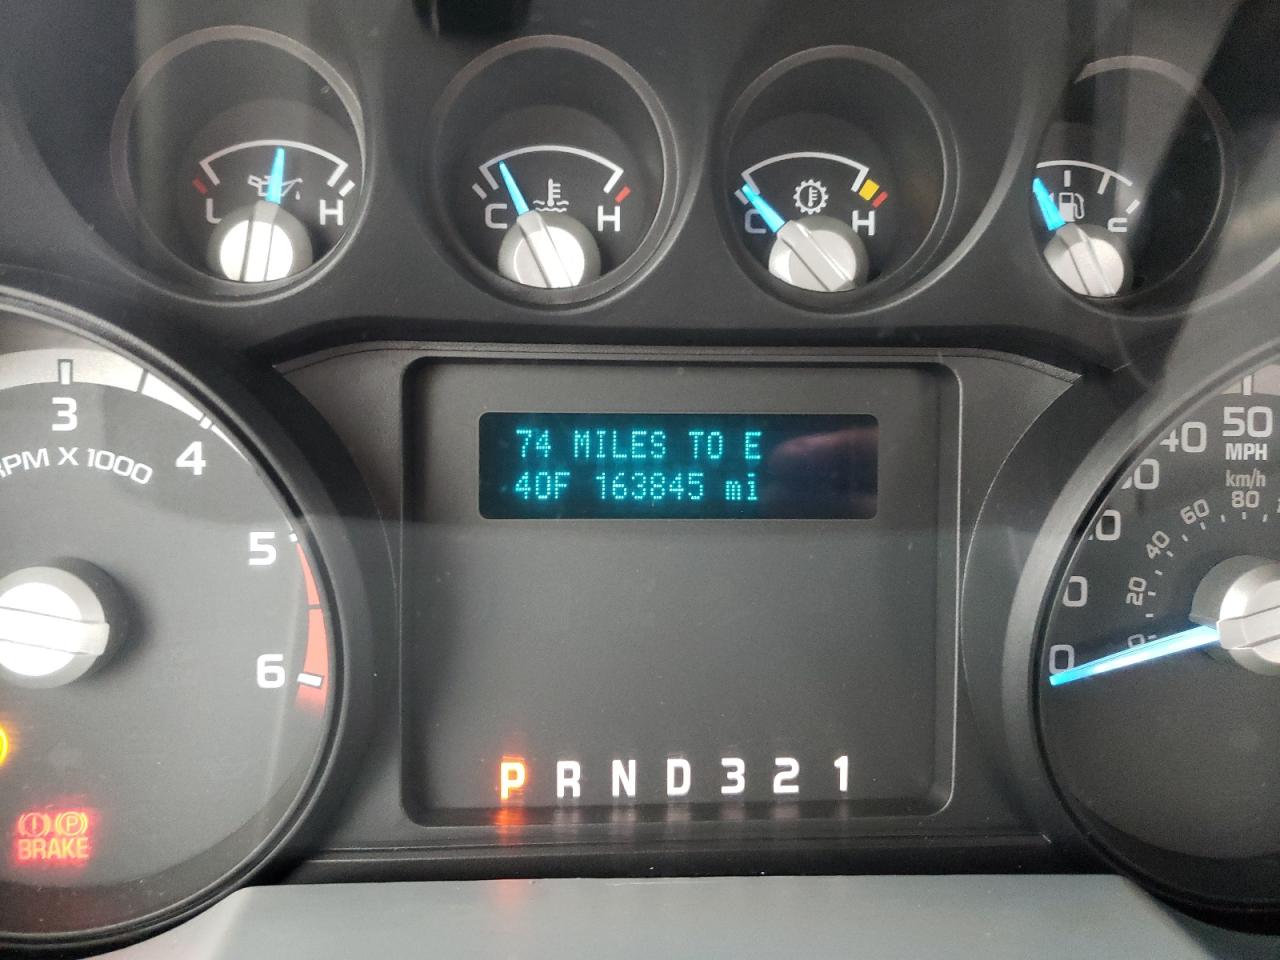 L H
C H
C H
74 MILES TO E
40F 163845 mi
3
4
RPM X 1000
5
6
50
40
MPH
km/h
80
60
40
20
0
0
P R N D 3 2 1
(!) (P)
BRAKE